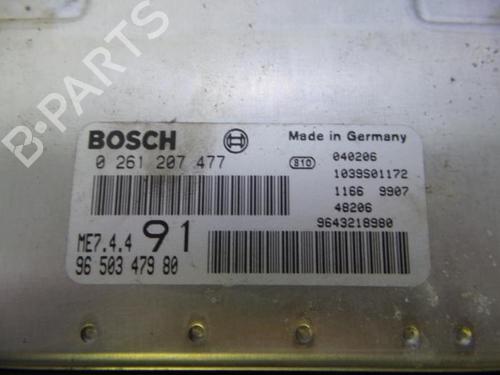 B-PARTS
BOSCH
Made in Germany
0 261 207 477
810
040206
1039S01172
1166 9907
48206
9643218980
ME7.4.4 91
96 503 479 80